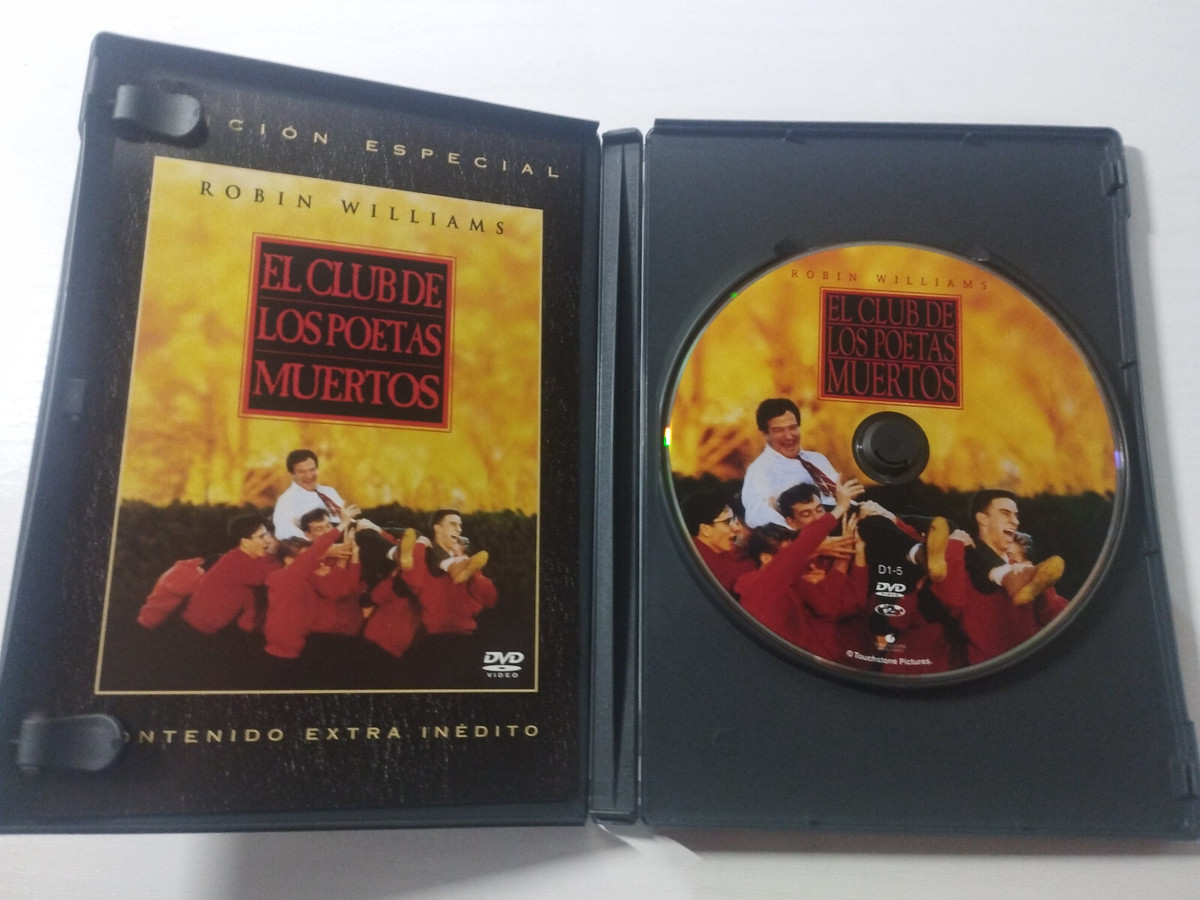 CIÓN ESPECIAL
ROBIN WILLIAMS
EL CLUB DE
LOS POETAS
MUERTOS
DVD
VIDEO
ONTENIDO EXTRA INÉDITO
ROBIN WILLIAMS
EL CLUB DE
LOS POETAS
MUERTOS
D1-5
DVD
VIDEO
© Touchstone Pictures.